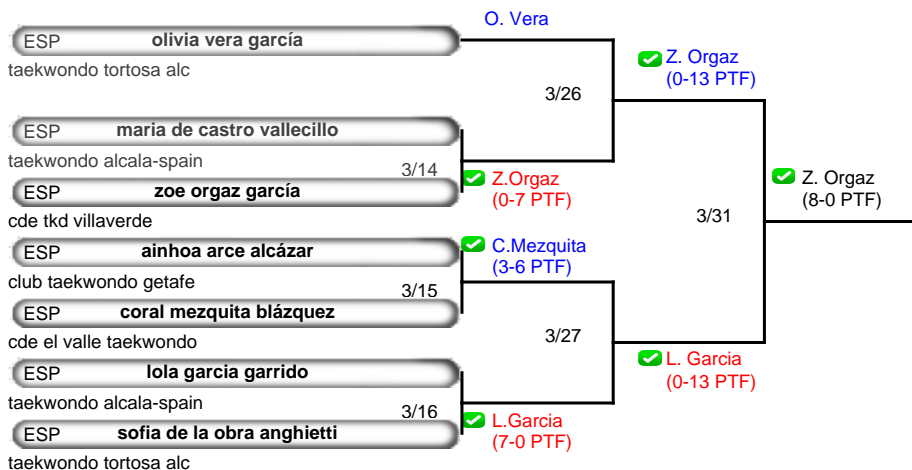 O. Vera
ESP olivia vera garcía
taekwondo tortosa alc
Z. Orgaz
(0-13 PTF)
3/26
ESP maria de castro vallecillo
taekwondo alcala-spain
3/14
Z.Orgaz
(0-7 PTF)
ESP zoe orgaz garcía
cde tkd villaverde
Z. Orgaz
(8-0 PTF)
3/31
ESP ainhoa arce alcázar
club taekwondo getafe
C.Mezquita
(3-6 PTF)
3/15
ESP coral mezquita blázquez
cde el valle taekwondo
3/27
L. Garcia
(0-13 PTF)
ESP lola garcia garrido
taekwondo alcala-spain
3/16
L.Garcia
(7-0 PTF)
ESP sofia de la obra anghietti
taekwondo tortosa alc